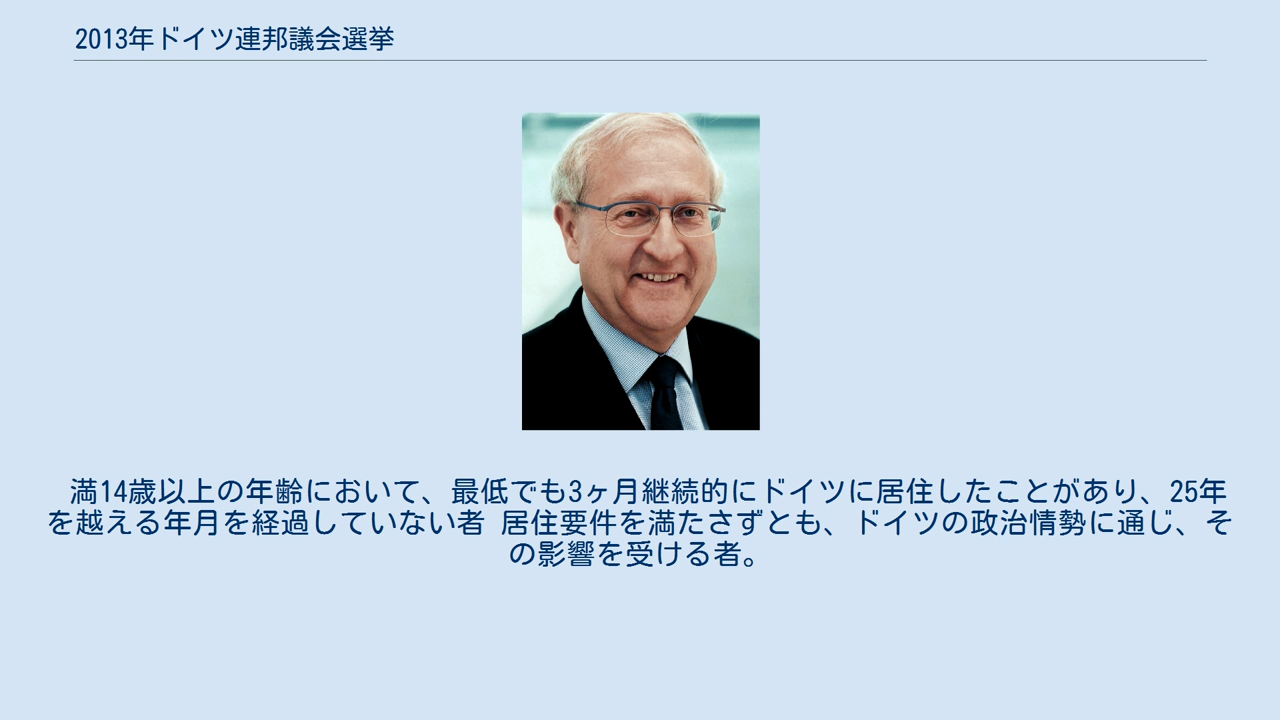 2013年ドイツ連邦議会選挙
満14歳以上の年齢において、最低でも3ヶ月継続的にドイツに居住したことがあり、25年
を越える年月を経過していない者 居住要件を満たさずとも、ドイツの政治情勢に通じ、そ
の影響を受ける者。